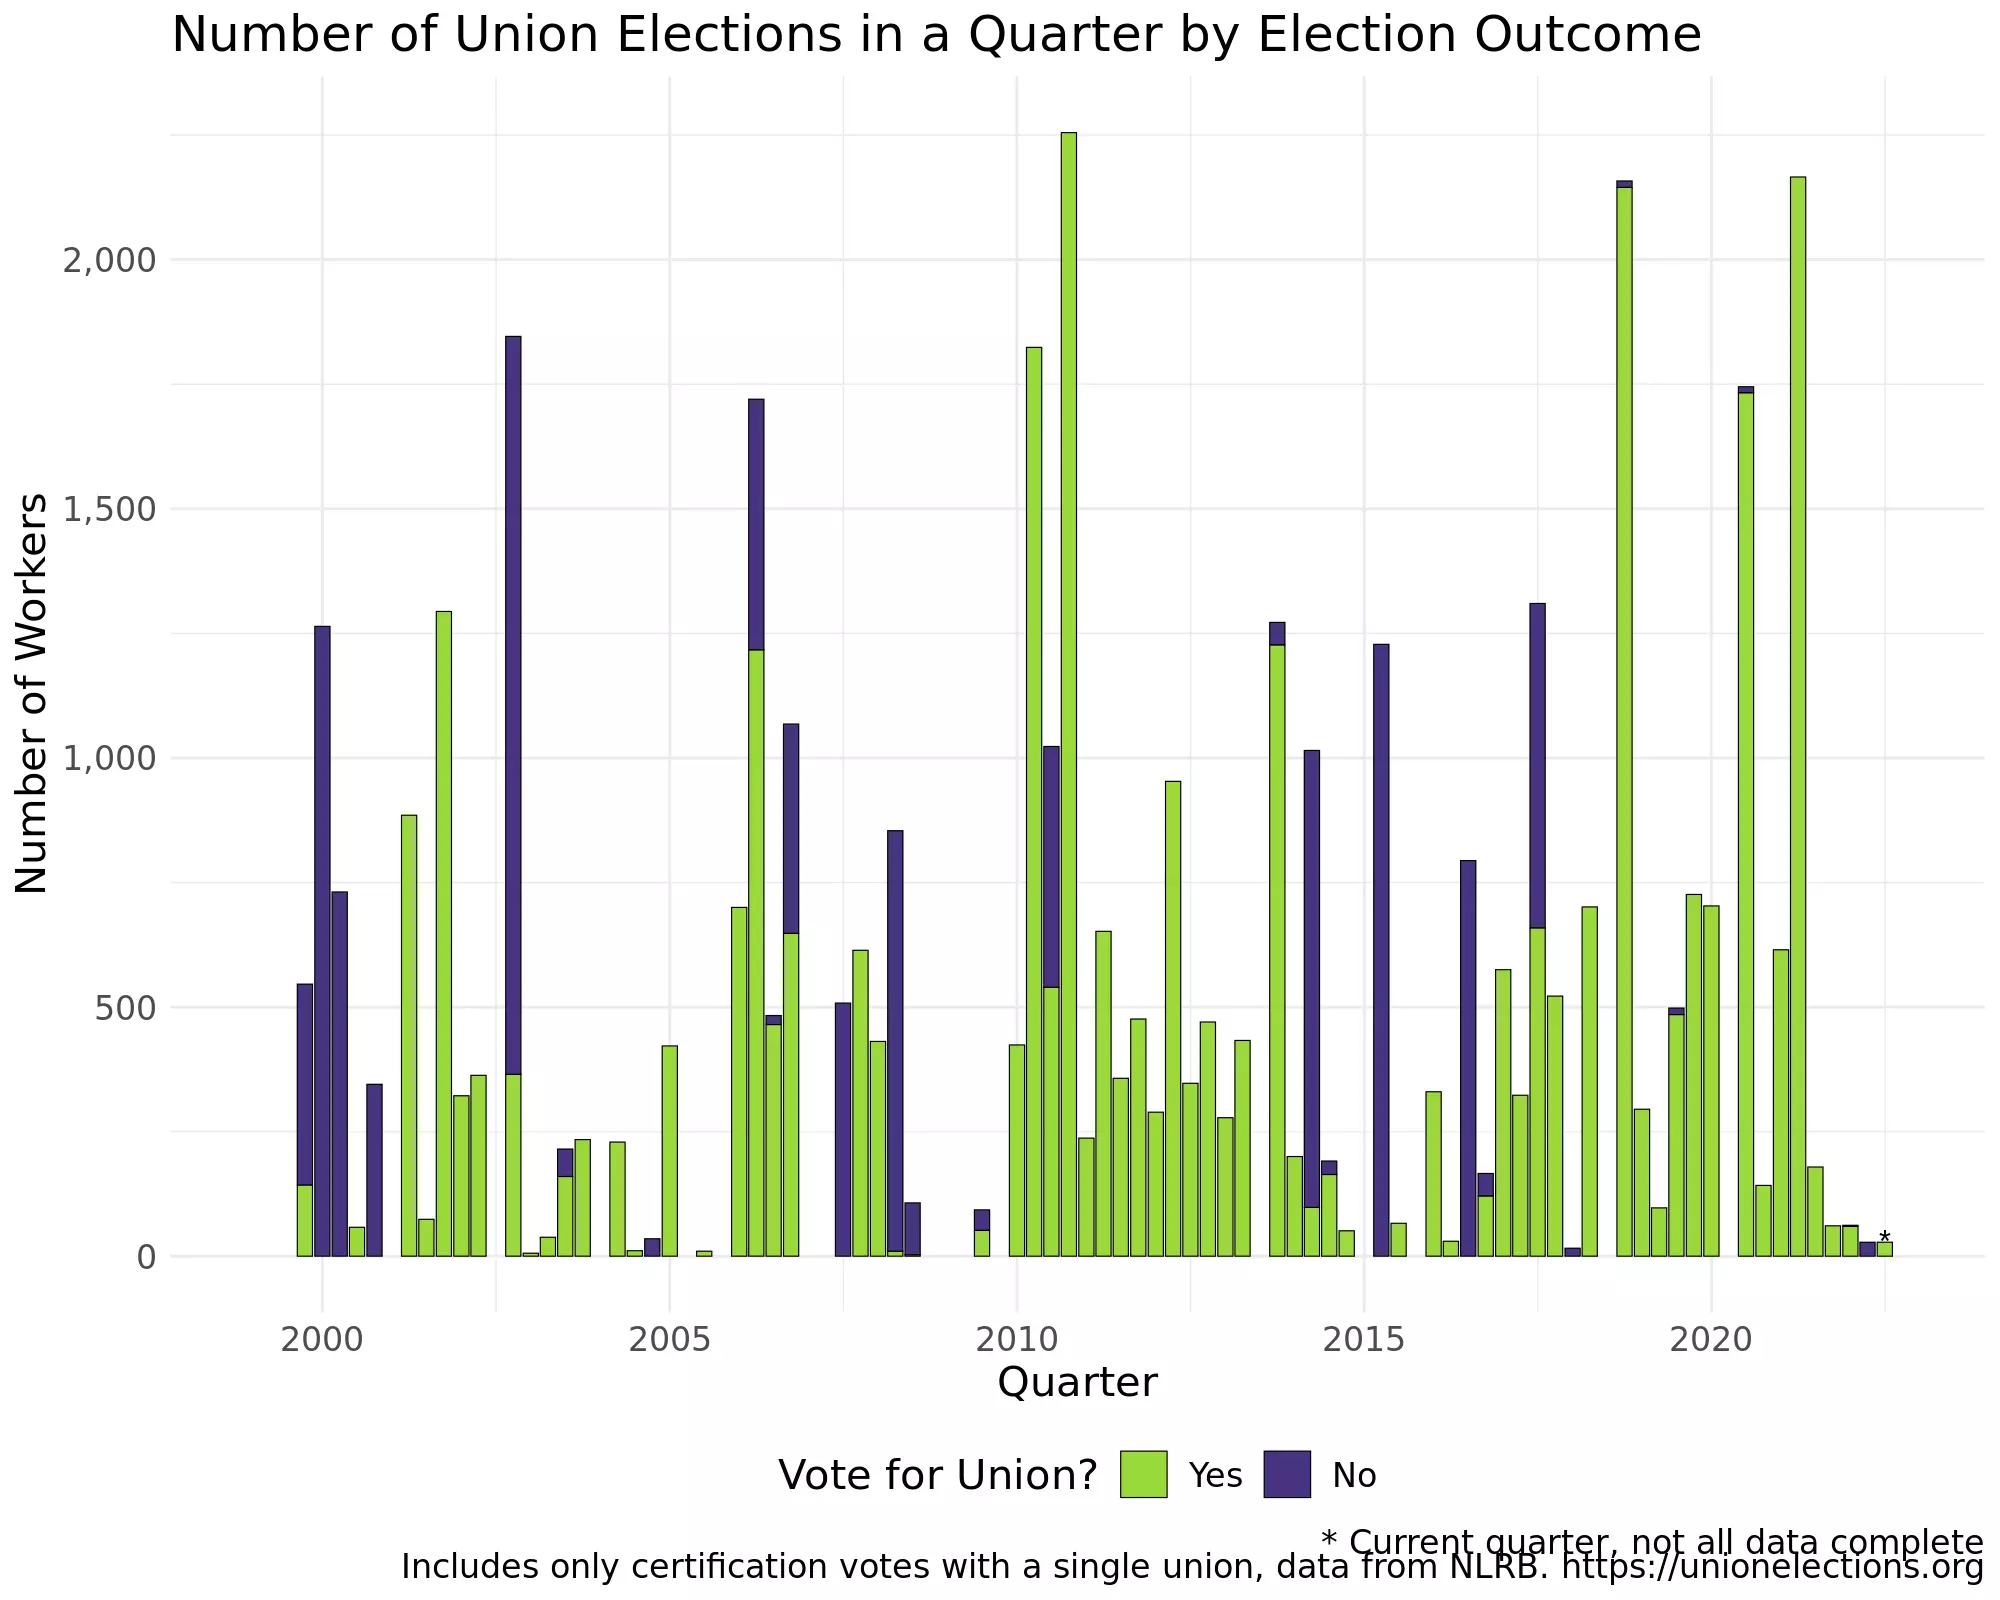 Number of Union Elections in a Quarter by Election Outcome
Number of Workers
2,000
1,500
1,000
500
0
*
2000 2005 2010 2015 2020
Quarter
Vote for Union? Yes No
* Current quarter, not all data complete
Includes only certification votes with a single union, data from NLRB. https://unionelections.org